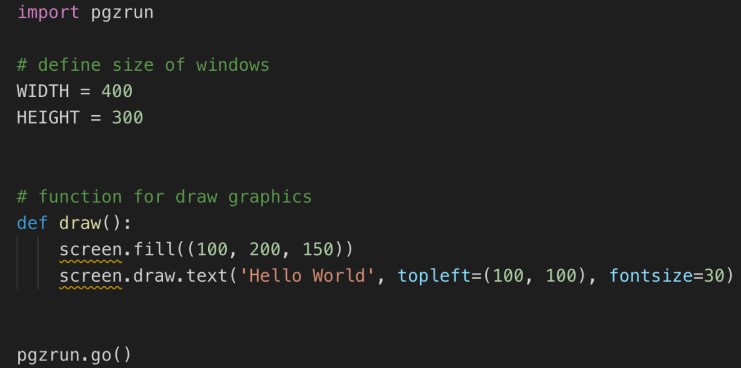 import pgzrun
# define size of windows
WIDTH = 400
HEIGHT = 300
# function for draw graphics
def draw():
screen.fill((100, 200, 150))
screen.draw.text('Hello World', topleft=(100, 100), fontsize=30)
pgzrun.go()